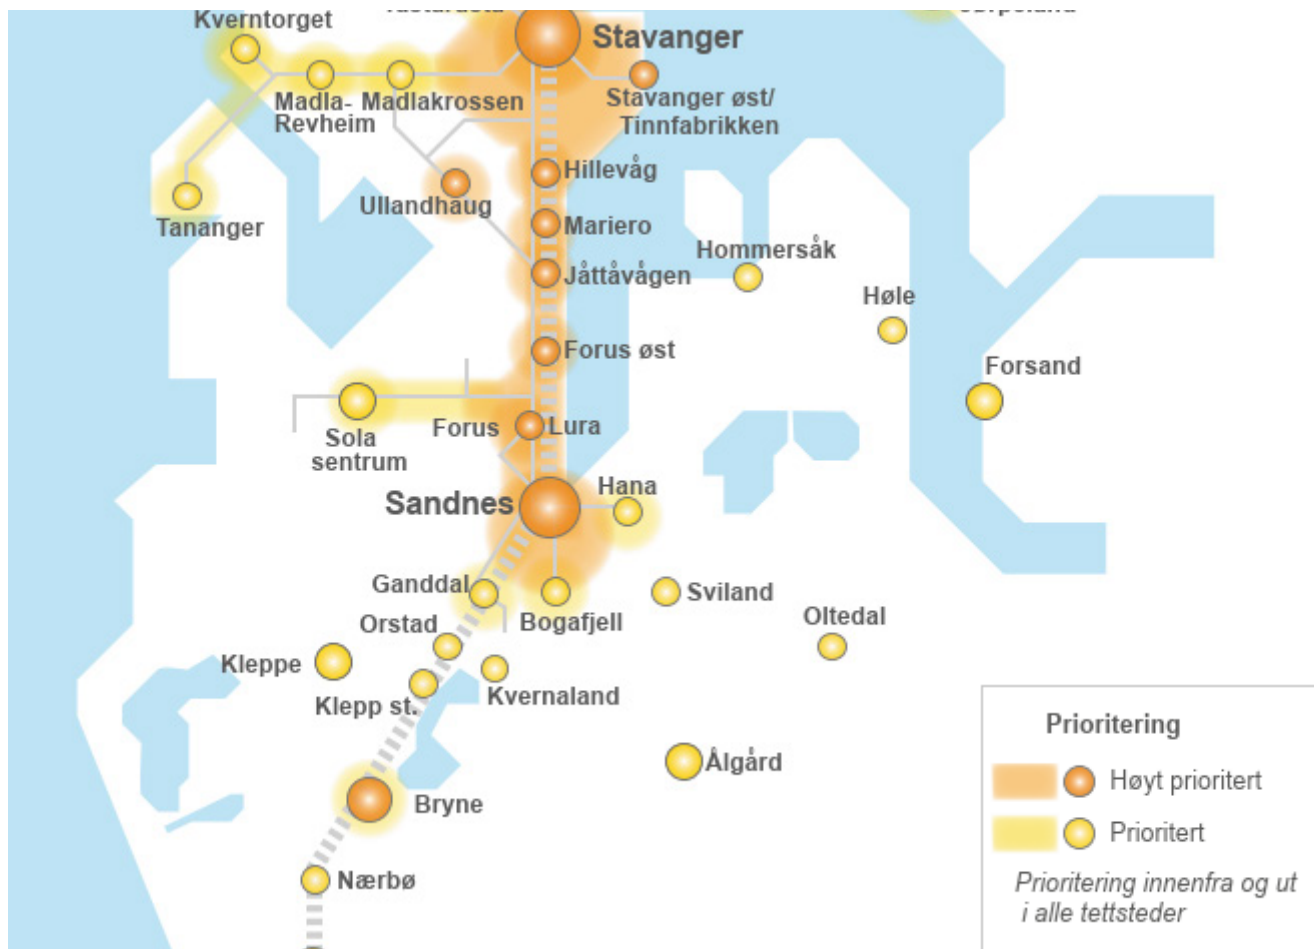 Kverntorget
Stavanger
Madla-
Revheim
Madlakrossen
Stavanger øst/
Tinnfabrikken
Hillevåg
Ullandhaug
Tananger
Mariero
Hommersåk
Jåttåvågen
Høle
Forus øst
Forsand
Forus
Lura
Sola
sentrum
Sandnes
Hana
Ganddal
Bogafjell
Sviland
Orstad
Oltedal
Kleppe
Klepp st.
Kvernaland
Ålgård
Bryne
Nærbø
Prioritering
Høyt prioritert
Prioritert
Prioritering innenfra og ut
i alle tettsteder